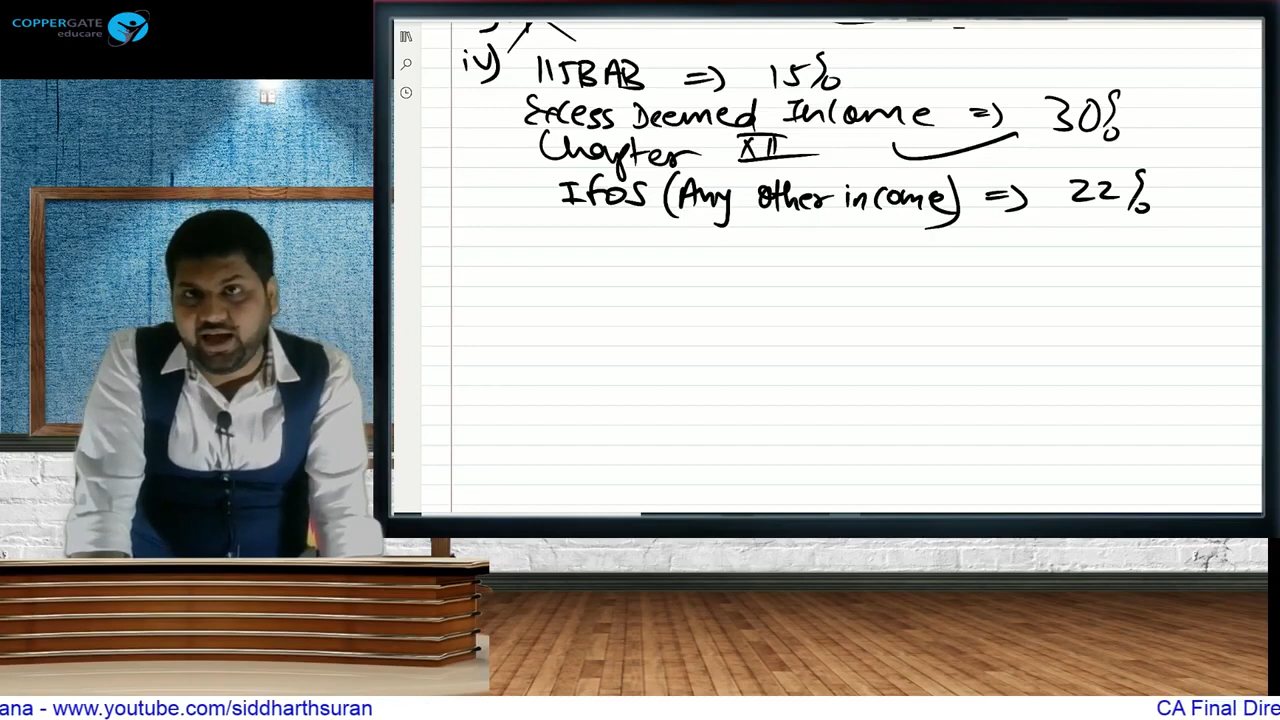 COPPERGATE
educare
iv) 115BAB => 15%
Excess Deemed Income => 30%
Chapter XII
IFOS (Any other income) => 22%
ana - www.youtube.com/siddharthsuran
CA Final Dire